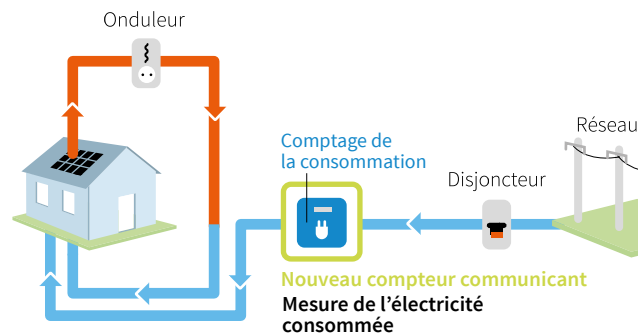 Onduleur
Réseau
Comptage de
la consommation
Disjoncteur
Nouveau compteur communicant
Mesure de l'électricité
consommée